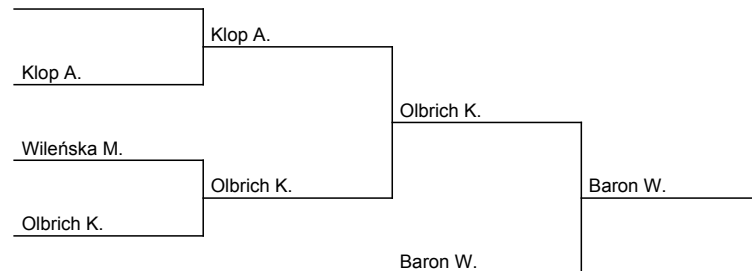 Klop A.
Klop A.
Olbrich K.
Wileńska M.
Olbrich K.
Baron W.
Olbrich K.
Baron W.